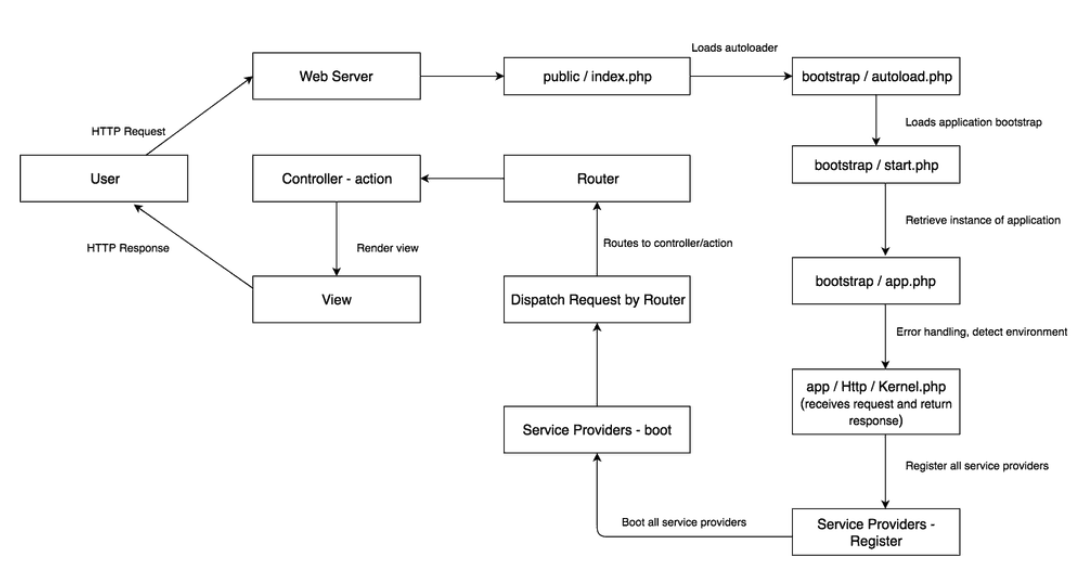 Loads autoloader
Web Server
public / index.php
bootstrap / autoload.php
HTTP Request
Loads application bootstrap
User
Controller - action
Router
bootstrap / start.php
HTTP Response
Render view
Routes to controller/action
Retrieve instance of application
View
Dispatch Request by Router
bootstrap / app.php
Error handling, detect environment
app / Http / Kernel.php
(receives request and return
response)
Service Providers - boot
Register all service providers
Boot all service providers
Service Providers -
Register